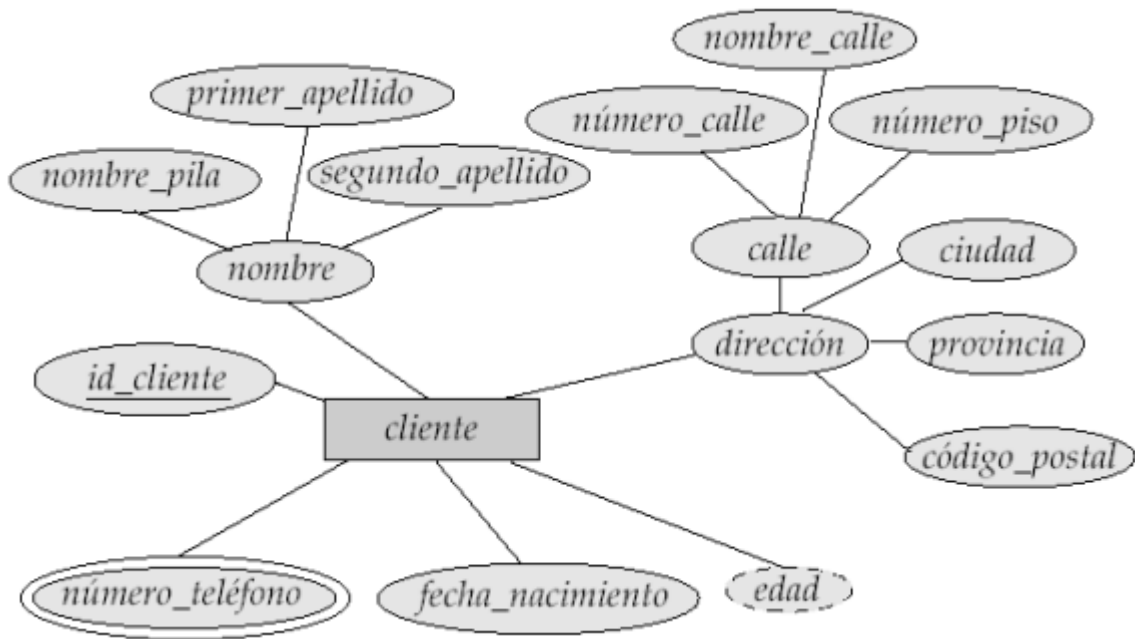 nombre_calle
primer_apellido
número_calle
número_piso
nombre_pila
segundo_apellido
nombre
calle
ciudad
dirección
provincia
id_cliente
cliente
código_postal
número_teléfono
fecha_nacimiento
edad